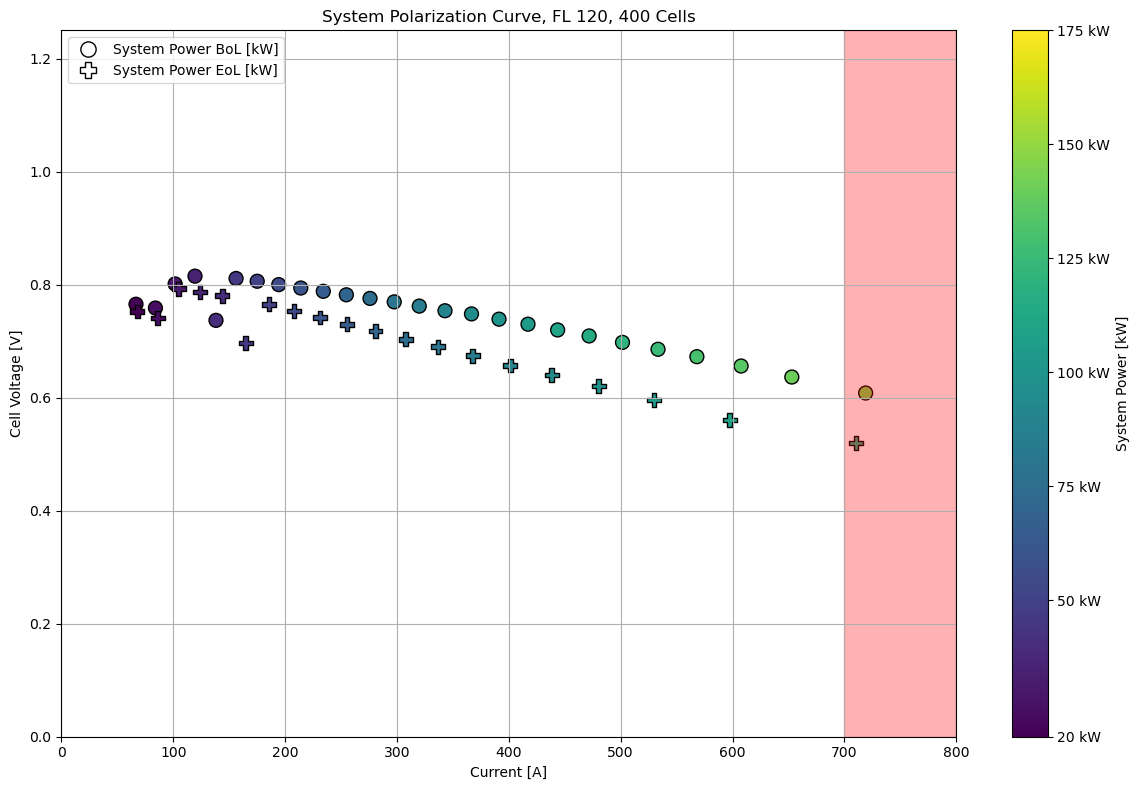 System Polarization Curve, FL 120, 400 Cells
System Power BoL [kW]
System Power EoL [kW]
Cell Voltage [V]
1.2
1.0
0.8
0.6
0.4
0.2
0.0
0
100
200
300
400
500
600
700
800
Current [A]
175 kW
150 kW
125 kW
100 kW
75 kW
50 kW
20 kW
System Power [kW]